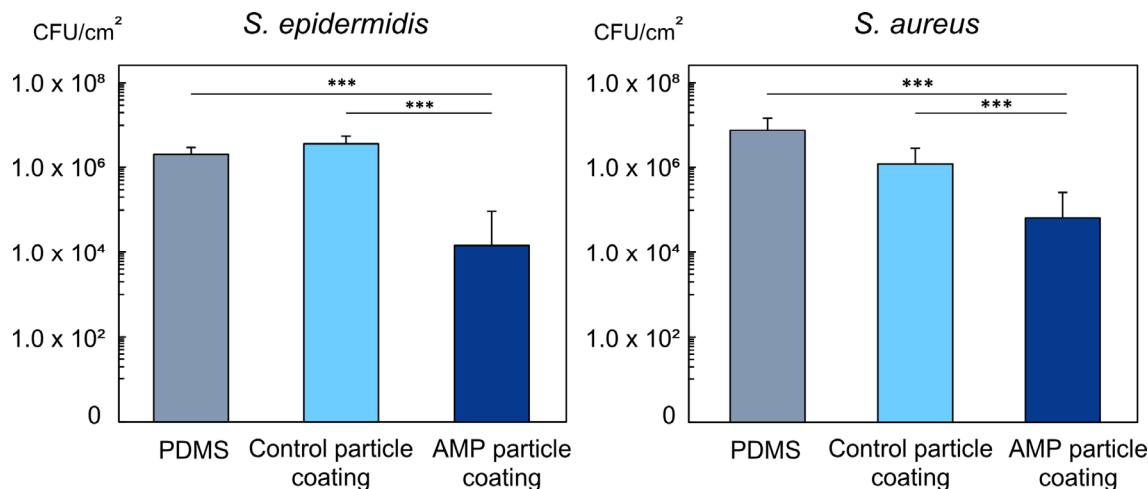 S. epidermidis
CFU/cm²
1.0 x 10⁸
1.0 x 10⁶
1.0 x 10⁴
1.0 x 10²
0
***
***
PDMS
Control particle
coating
AMP particle
coating
S. aureus
CFU/cm²
1.0 x 10⁸
1.0 x 10⁶
1.0 x 10⁴
1.0 x 10²
0
***
***
PDMS
Control particle
coating
AMP particle
coating